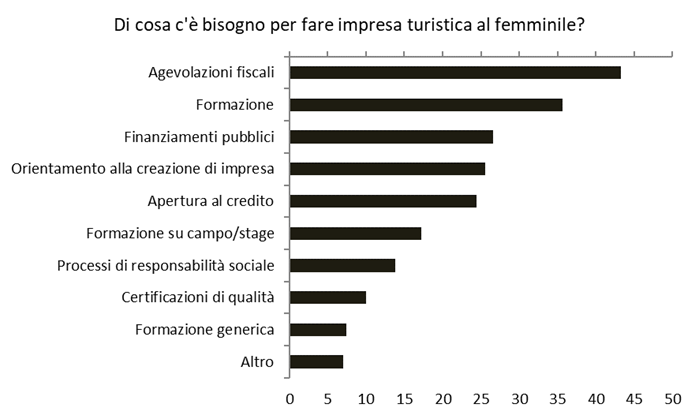 Di cosa c'è bisogno per fare impresa turistica al femminile?
0 5 10 15 20 25 30 35 40 45 50
Agevolazioni fiscali
Formazione
Finanziamenti pubblici
Orientamento alla creazione di impresa
Apertura al credito
Formazione su campo/stage
Processi di responsabilità sociale
Certificazioni di qualità
Formazione generica
Altro